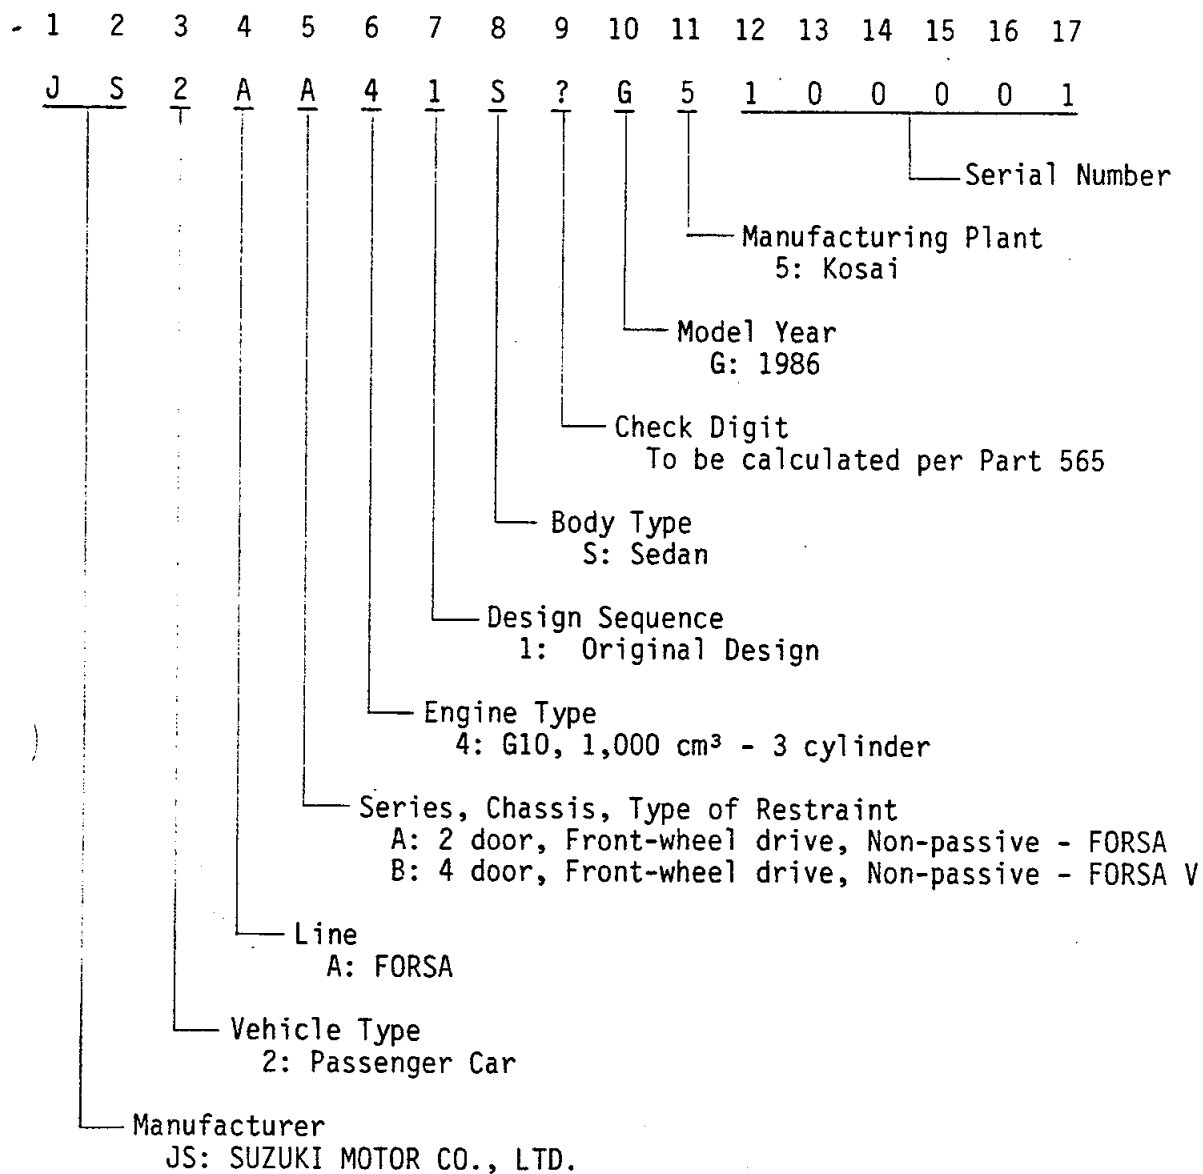 1 2 3 4 5 6 7 8 9 10 11 12 13 14 15 16 17
J S 2 A A 4 1 S ? G 5 1 0 0 0 0 1
Serial Number
Manufacturing Plant
5: Kosai
Model Year
G: 1986
Check Digit
To be calculated per Part 565
Body Type
S: Sedan
Design Sequence
1: Original Design
Engine Type
4: G10, 1,000 cm³ - 3 cylinder
Series, Chassis, Type of Restraint
A: 2 door, Front-wheel drive, Non-passive - FORSA
B: 4 door, Front-wheel drive, Non-passive - FORSA V
Line
A: FORSA
Vehicle Type
2: Passenger Car
Manufacturer
JS: SUZUKI MOTOR CO., LTD.